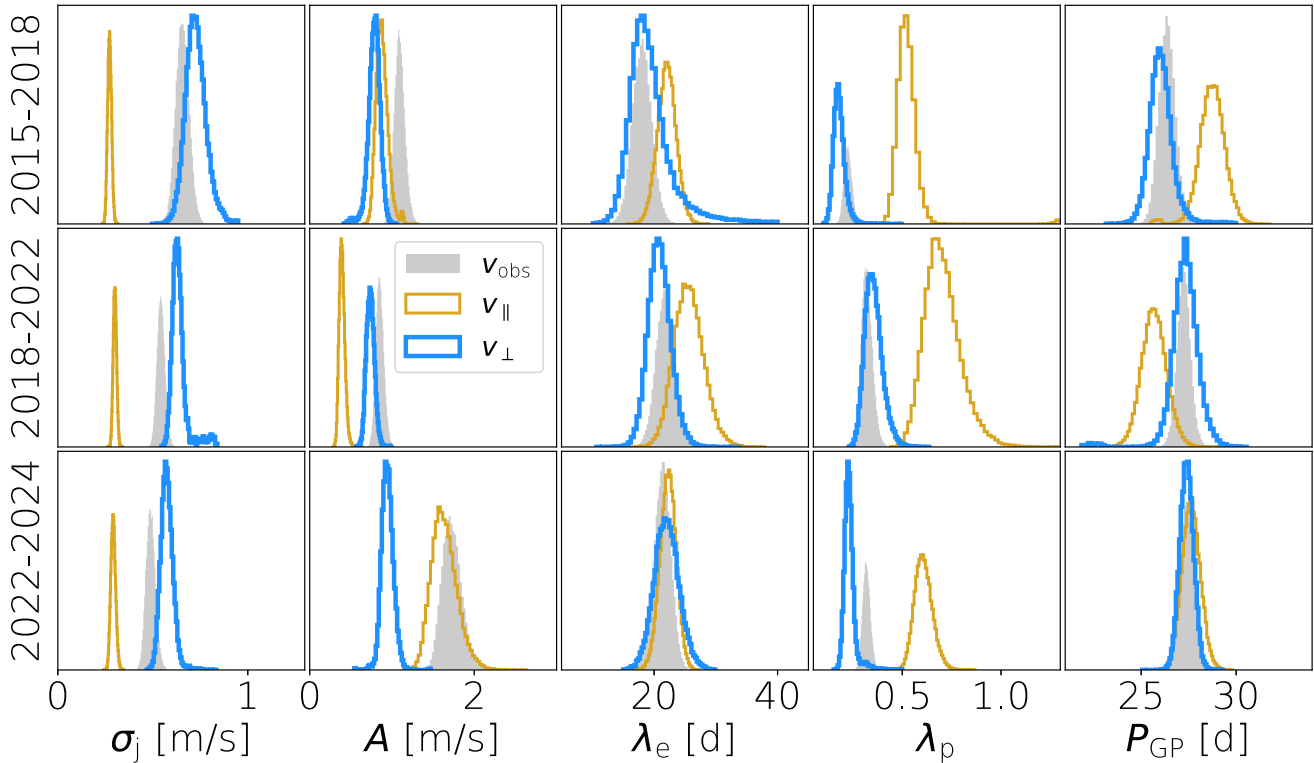 2015-2018
2018-2022
2022-2024
v_obs
v_∥
v_⊥
0 1
0 2
20 40
0.5 1.0
25 30
σ_j [m/s]
A [m/s]
λ_e [d]
λ_p
P_GP [d]